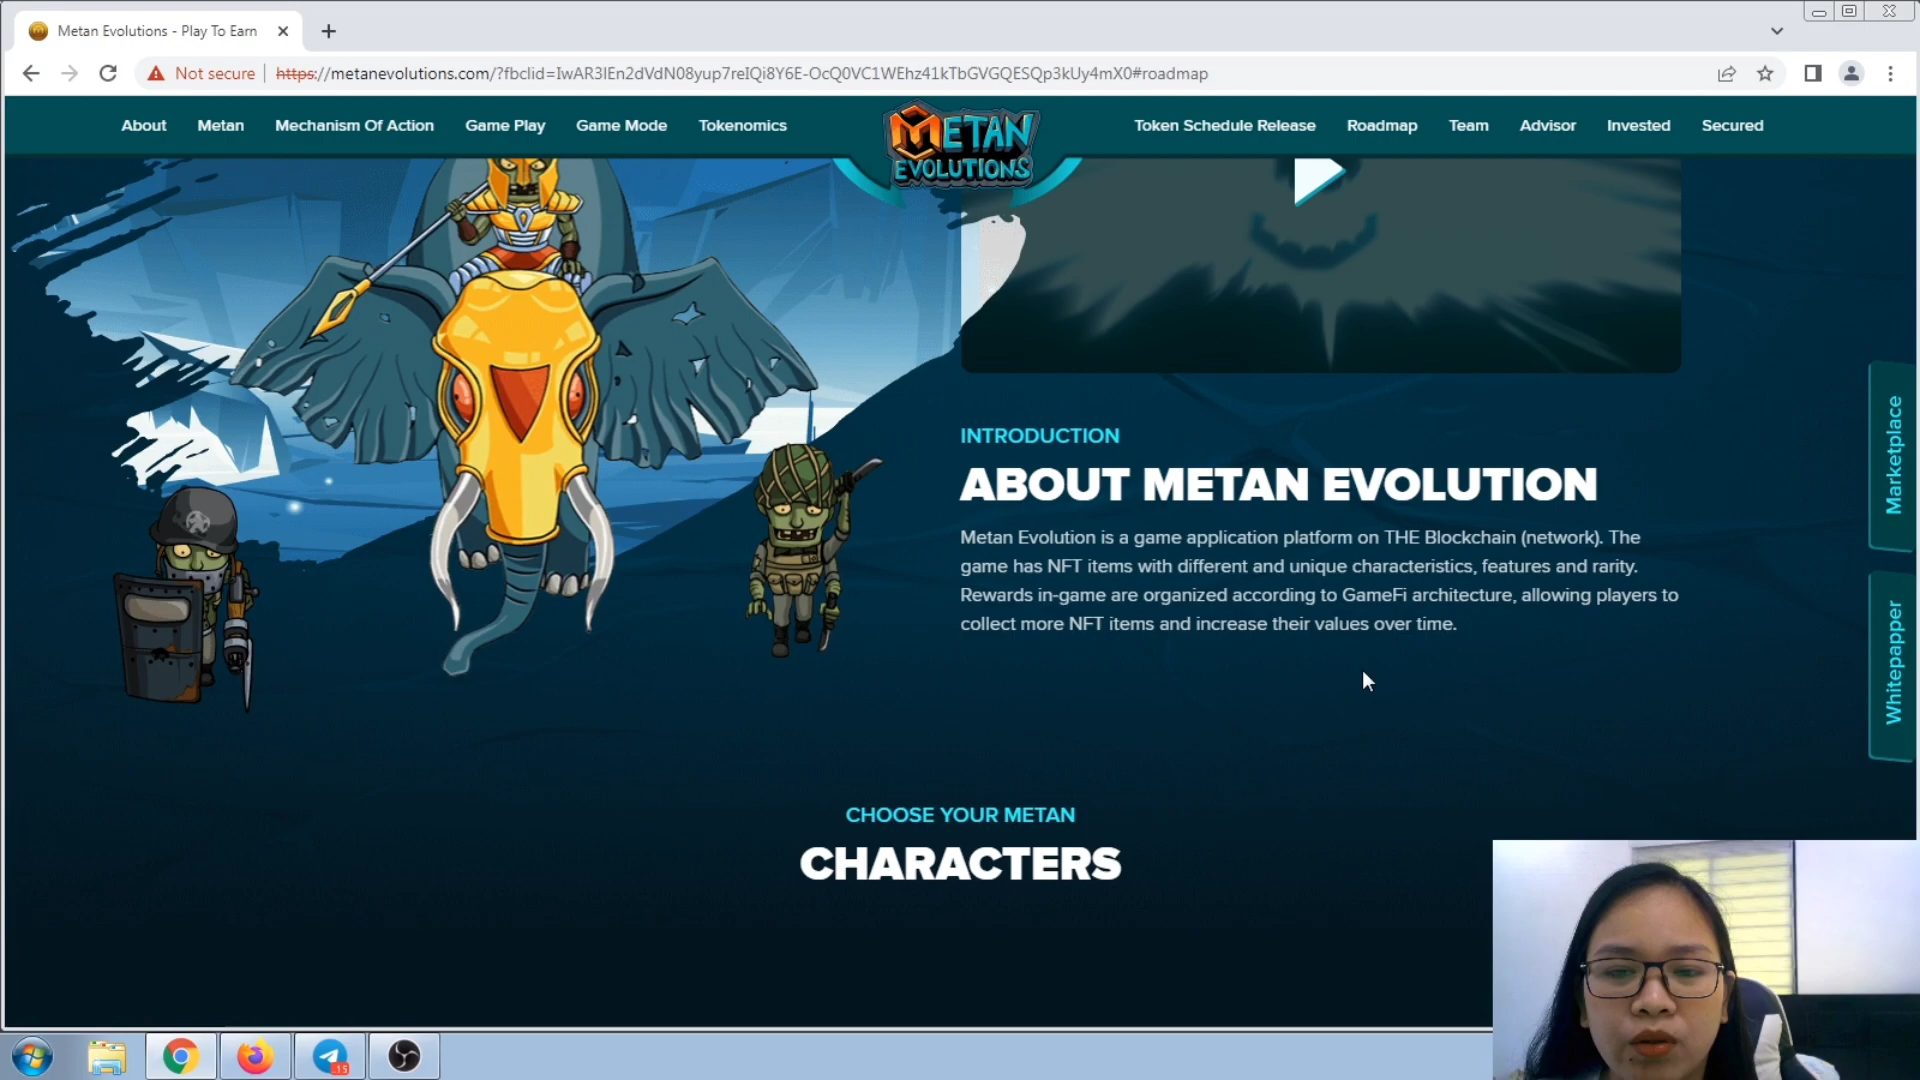 Metan Evolutions - Play To Earn
Not secure
https://metanevolutions.com/?fbclid=IwAR3lEn2dVdN08yup7reIQi8Y6E-OcQ0VC1WEhz41kTbGVGQESQp3kUy4mX0#roadmap
About Metan Mechanism Of Action Game Play Game Mode Tokenomics
METAN
EVOLUTIONS
Token Schedule Release Roadmap Team Advisor Invested Secured
INTRODUCTION
ABOUT METAN EVOLUTION
Metan Evolution is a game application platform on THE Blockchain (network). The
game has NFT items with different and unique characteristics, features and rarity.
Rewards in-game are organized according to GameFi architecture, allowing players to
collect more NFT items and increase their values over time.
Marketplace
Whitepapper
CHOOSE YOUR METAN
CHARACTERS
15